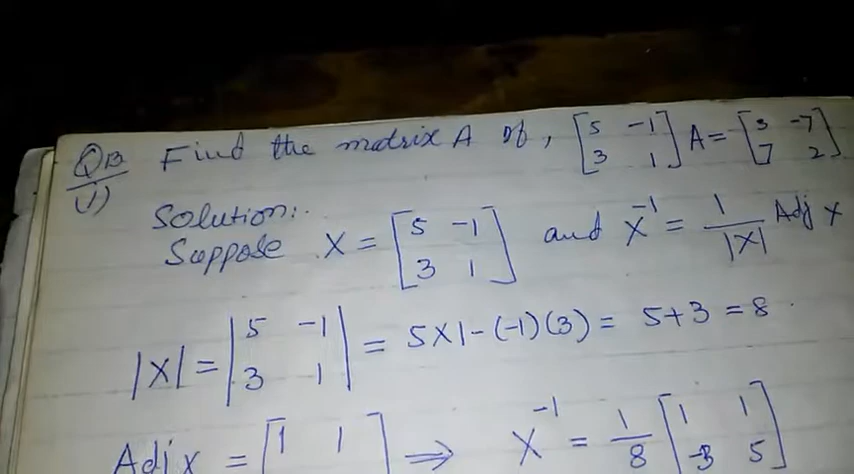 Q13 Find the matrix A if, [5 -1 3 1] A = [3 -7 7 2]
(1)
Solution:
Suppose X = [5 -1 3 1] and X⁻¹ = 1/|X| Adj X
|X| = |5 -1 3 1| = 5×1-(-1)(3) = 5+3 = 8
Adj X = [1 1 ⇒ X⁻¹ = 1/8 [1 1 -3 5]